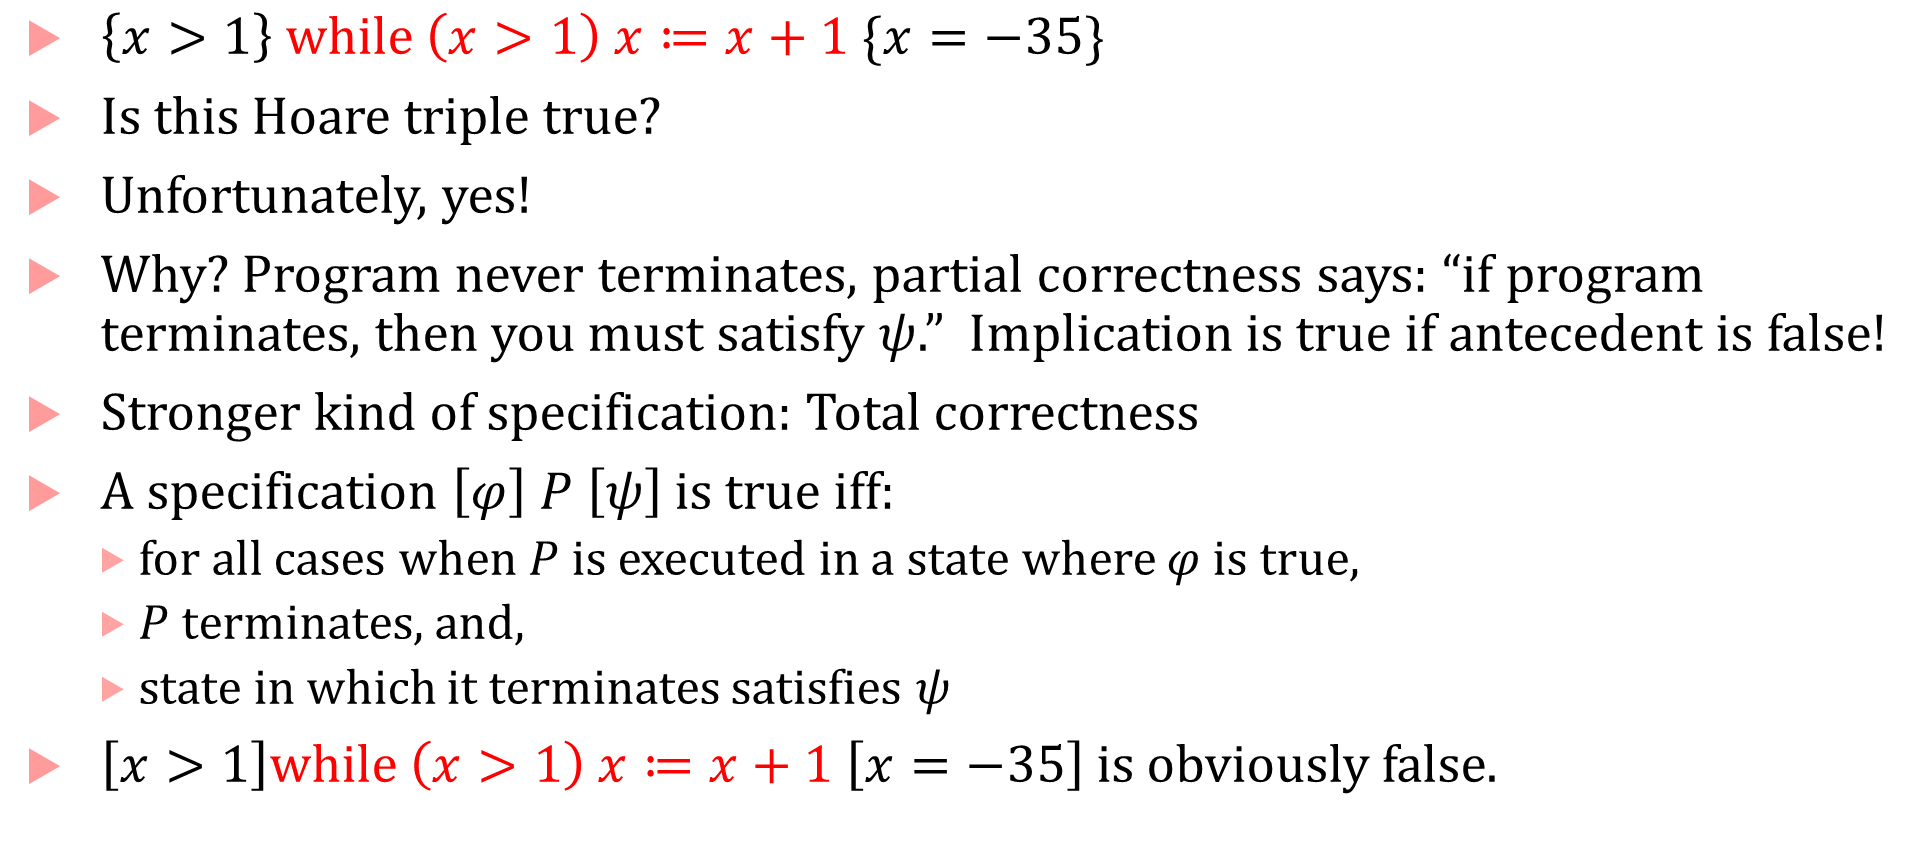 {x > 1} while (x > 1) x ≔ x + 1 {x = −35}
Is this Hoare triple true?
Unfortunately, yes!
Why? Program never terminates, partial correctness says: “if program
terminates, then you must satisfy ψ.” Implication is true if antecedent is false!
Stronger kind of specification: Total correctness
A specification [φ] P [ψ] is true iff:
for all cases when P is executed in a state where φ is true,
P terminates, and,
state in which it terminates satisfies ψ
[x > 1]while (x > 1) x ≔ x + 1 [x = −35] is obviously false.